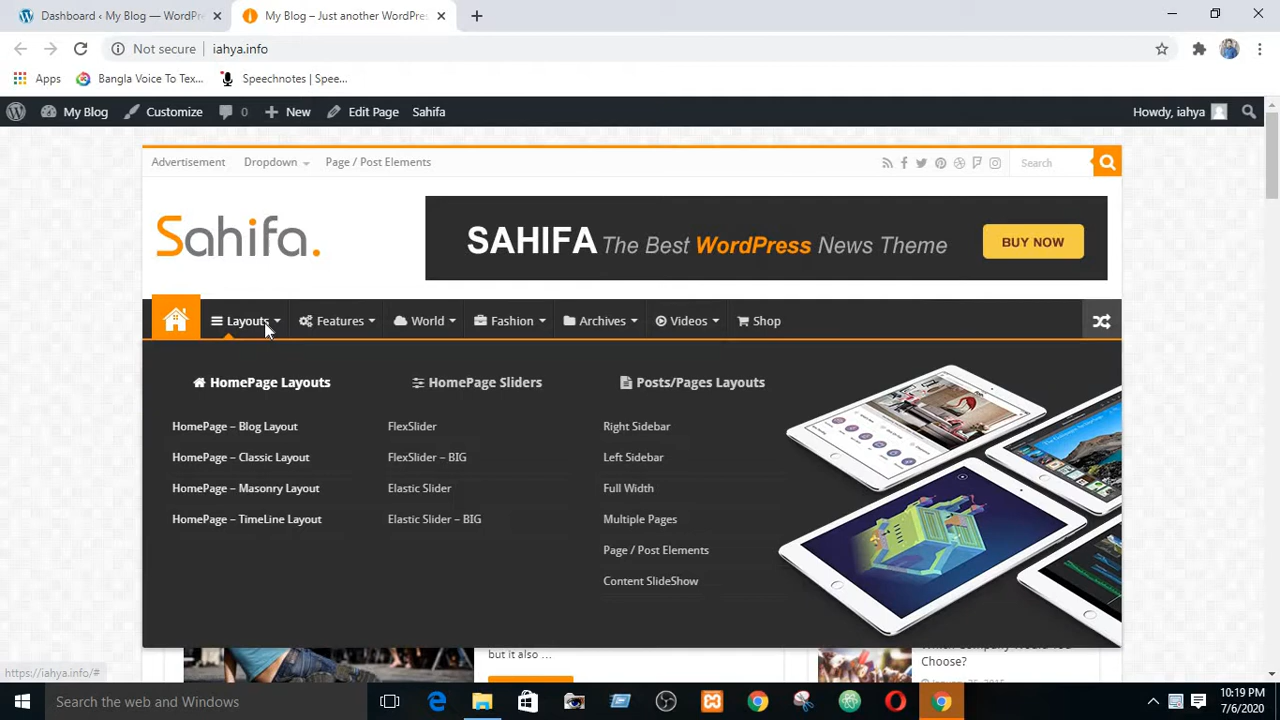 Dashboard ‹ My Blog — WordPr
My Blog – Just another WordPres
Not secure
iahya.info
Apps
Bangla Voice To Tex...
Speechnotes | Spee...
My Blog
Customize
0
New
Edit Page
Sahifa
Howdy, iahya
Advertisement
Dropdown
Page / Post Elements
Search
Sahifa.
SAHIFA The Best WordPress News Theme
BUY NOW
Layouts
Features
World
Fashion
Archives
Videos
Shop
HomePage Layouts
HomePage – Blog Layout
HomePage – Classic Layout
HomePage – Masonry Layout
HomePage – TimeLine Layout
HomePage Sliders
FlexSlider
FlexSlider – BIG
Elastic Slider
Elastic Slider – BIG
Posts/Pages Layouts
Right Sidebar
Left Sidebar
Full Width
Multiple Pages
Page / Post Elements
Content SlideShow
but it also ...
Choose?
https://iahya.info/#
Search the web and Windows
10:19 PM
7/6/2020